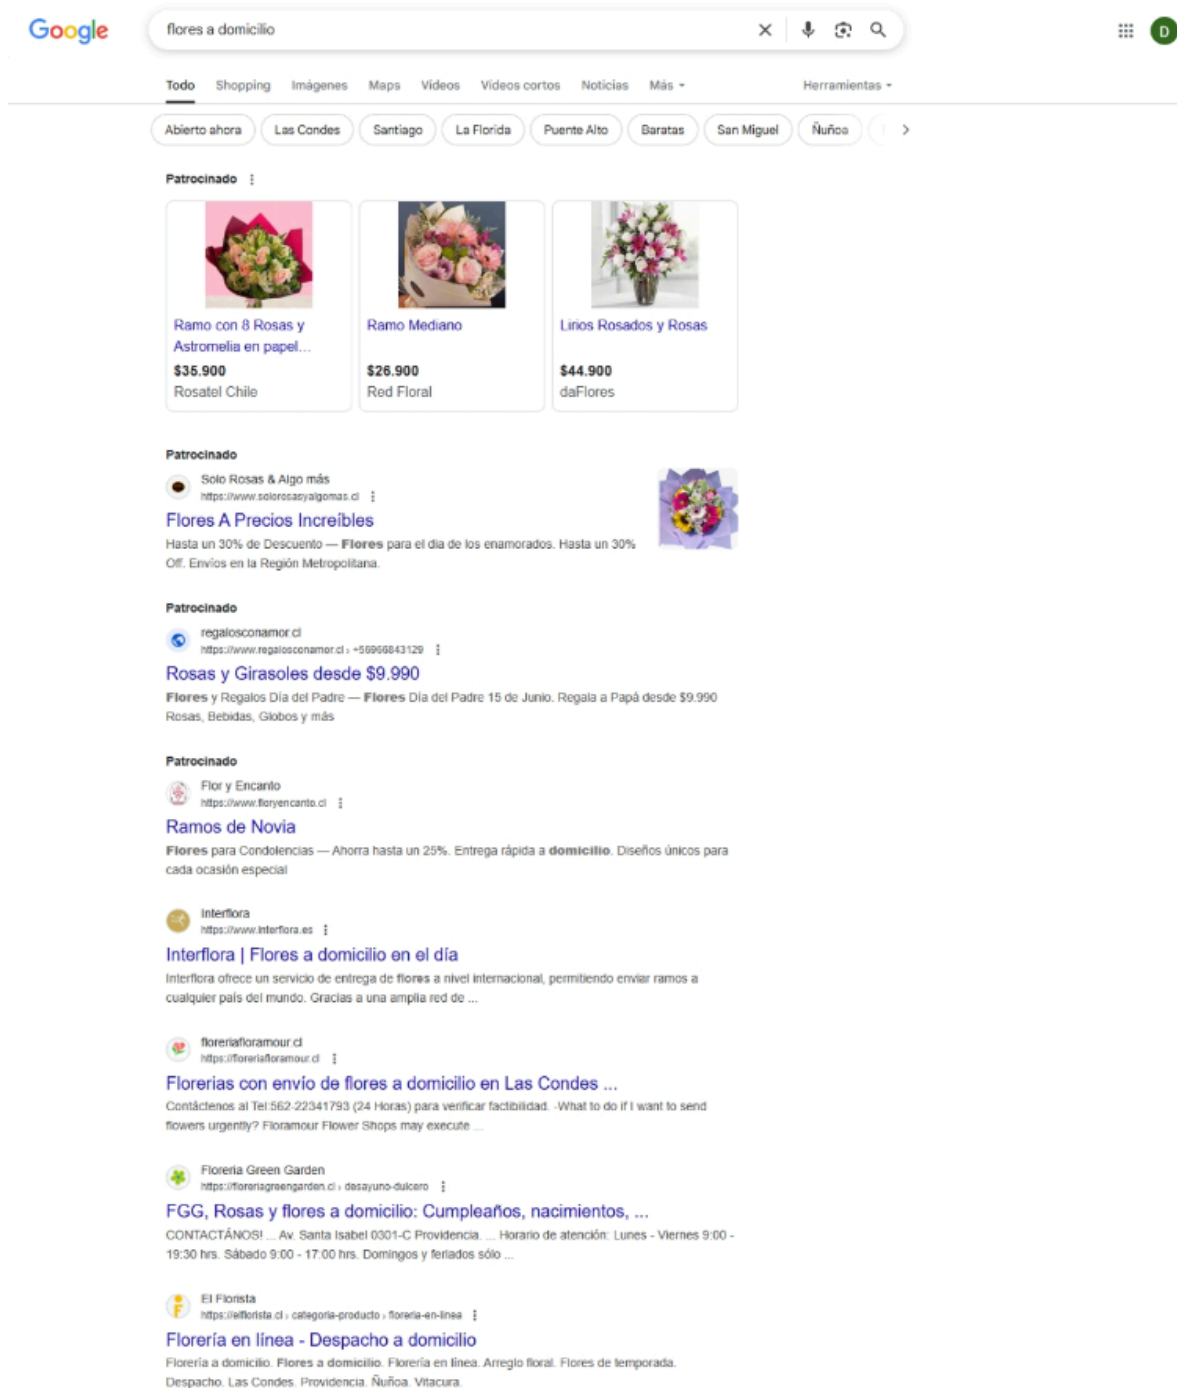 Google
flores a domicilio
D
Todo Shopping Imágenes Maps Vídeos Vídeos cortos Noticias Más Herramientas
Abierto ahora Las Condes Santiago La Florida Puente Alto Baratas San Miguel Ñuñoa
Patrocinado
Ramo con 8 Rosas y
Astromelia en papel...
$35.900
Rosatel Chile
Ramo Mediano
$26.900
Red Floral
Lirios Rosados y Rosas
$44.900
daFlores
Patrocinado
Solo Rosas & Algo más
https://www.solorosasyalgomas.cl
Flores A Precios Increíbles
Hasta un 30% de Descuento — Flores para el dia de los enamorados. Hasta un 30%
Off. Envíos en la Región Metropolitana.
Patrocinado
regalosconamor.cl
https://www.regalosconamor.cl › +56966843129
Rosas y Girasoles desde $9.990
Flores y Regalos Día del Padre — Flores Día del Padre 15 de Junio. Regala a Papá desde $9.990
Rosas, Bebidas, Globos y más
Patrocinado
Flor y Encanto
https://www.floryencanto.cl
Ramos de Novia
Flores para Condolencias — Ahorra hasta un 25%. Entrega rápida a domicilio. Diseños únicos para
cada ocasión especial
Interflora
https://www.interflora.es
Interflora | Flores a domicilio en el día
Interflora ofrece un servicio de entrega de flores a nivel internacional, permitiendo enviar ramos a
cualquier país del mundo. Gracias a una amplia red de ...
floreriafloramour.cl
https://floreriafloramour.cl
Florerias con envío de flores a domicilio en Las Condes ...
Contáctenos al Tel:562-22341793 (24 Horas) para verificar factibilidad. -What to do if I want to send
flowers urgently? Floramour Flower Shops may execute ...
Floreria Green Garden
https://floreriagreengarden.cl › desayuno-dulcero
FGG, Rosas y flores a domicilio: Cumpleaños, nacimientos, ...
CONTACTÁNOS! ... Av. Santa Isabel 0301-C Providencia. ... Horario de atención: Lunes - Viernes 9:00 -
19:30 hrs. Sábado 9:00 - 17:00 hrs. Domingos y feriados sólo ...
El Florista
https://elflorista.cl › categoria-producto › floreria-en-linea
Florería en línea - Despacho a domicilio
Florería a domicilio. Flores a domicilio. Florería en línea. Arreglo floral. Flores de temporada.
Despacho. Las Condes. Providencia. Ñuñoa. Vitacura.